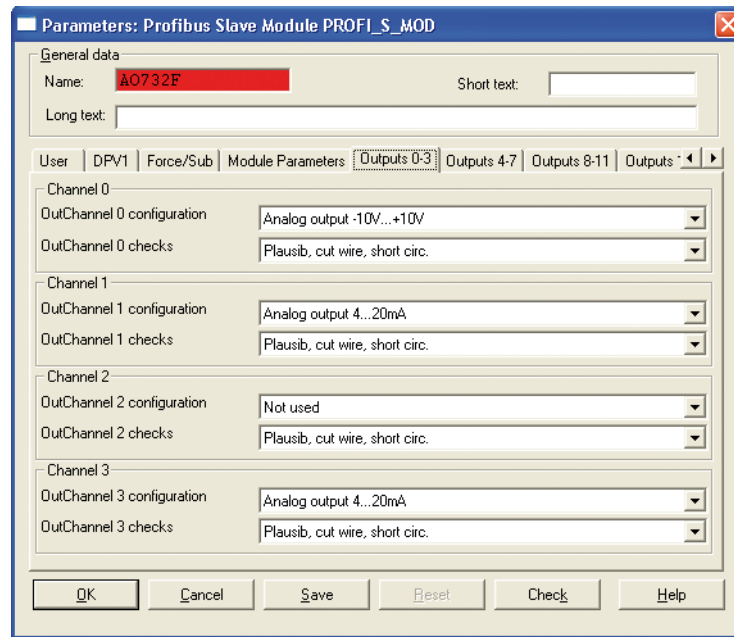 Parameters: Profibus Slave Module PROFI_S_MOD
General data
Name: AO732F Short text:
Long text:
User DPV1 Force/Sub Module Parameters Outputs 0-3 Outputs 4-7 Outputs 8-11 Outputs
Channel 0
OutChannel 0 configuration Analog output -10V...+10V
OutChannel 0 checks Plausib, cut wire, short circ.
Channel 1
OutChannel 1 configuration Analog output 4...20mA
OutChannel 1 checks Plausib, cut wire, short circ.
Channel 2
OutChannel 2 configuration Not used
OutChannel 2 checks Plausib, cut wire, short circ.
Channel 3
OutChannel 3 configuration Analog output 4...20mA
OutChannel 3 checks Plausib, cut wire, short circ.
OK Cancel Save Reset Check Help